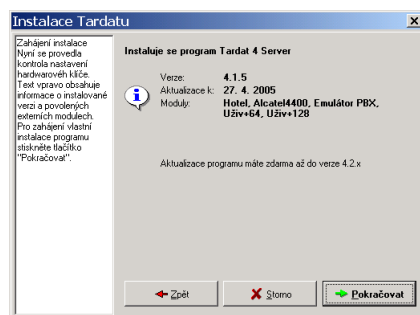 Instalace Tardatu
Zahájení instalace
Nyní se provedla
kontrola nastavení
hardwarovéh klíče.
Text vpravo obsahuje
informace o instalované
verzi a povolených
externích modulech.
Pro zahájení vlastní
instalace programu
stiskněte tlačítko
"Pokračovat".
Instaluje se program Tardat 4 Server
Verze: 4.1.5
Aktualizace k: 27. 4. 2005
Moduly: Hotel, Alcatel4400, Emulátor PBX,
Uživ+64, Uživ+128
Aktualizace programu máte zdarma až do verze 4.2.x
Zpět
Storno
Pokračovat